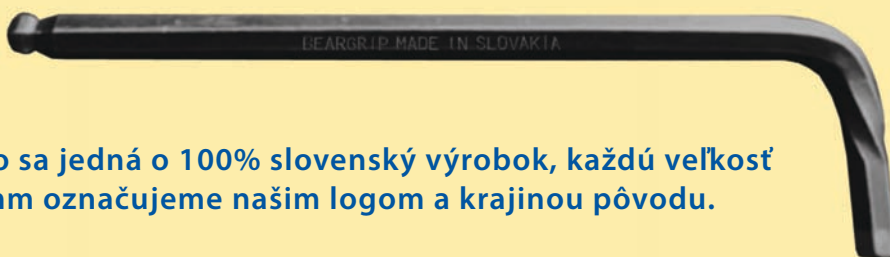 BEARGRIP MADE IN SLOVAKIA
sa jedná o 100% slovenský výrobok, každú veľkosť
označujeme našim logom a krajinou pôvodu.